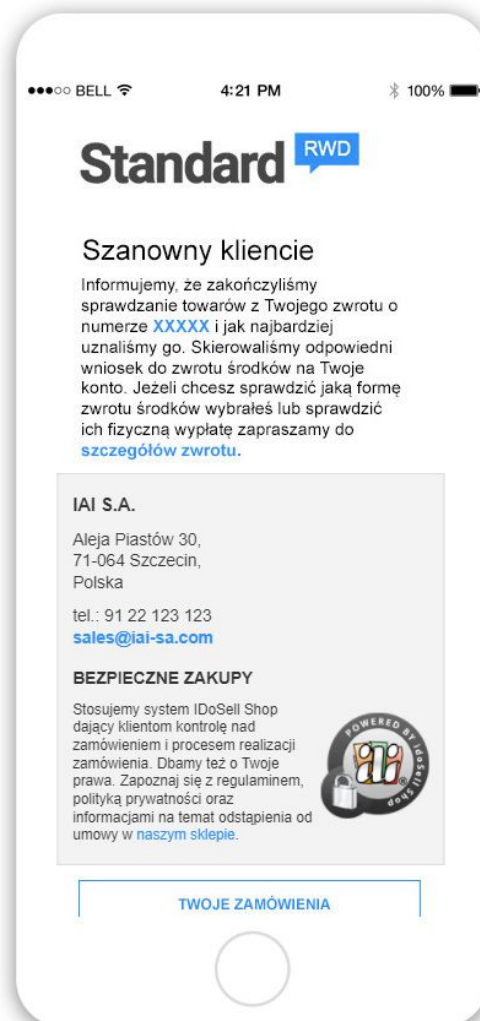 BELL 4:21 PM 100%
Standard RWD
Szanowny kliencie
Informujemy, że zakończyliśmy
sprawdzanie towarów z Twojego zwrotu o
numerze XXXXX i jak najbardziej
uznaliśmy go. Skierowaliśmy odpowiedni
wniosek do zwrotu środków na Twoje
konto. Jeżeli chcesz sprawdzić jaką formę
zwrotu środków wybrałeś lub sprawdzić
ich fizyczną wypłatę zapraszamy do
szczegółów zwrotu.
IAI S.A.
Aleja Piastów 30,
71-064 Szczecin,
Polska
tel.: 91 22 123 123
sales@iai-sa.com
BEZPIECZNE ZAKUPY
Stosujemy system IDoSell Shop
dający klientom kontrolę nad
zamówieniem i procesem realizacji
zamówienia. Dbamy też o Twoje
prawa. Zapoznaj się z regulaminem,
polityką prywatności oraz
informacjami na temat odstąpienia od
umowy w naszym sklepie.
POWERED BY IdoSell Shop
iai
TWOJE ZAMÓWIENIA